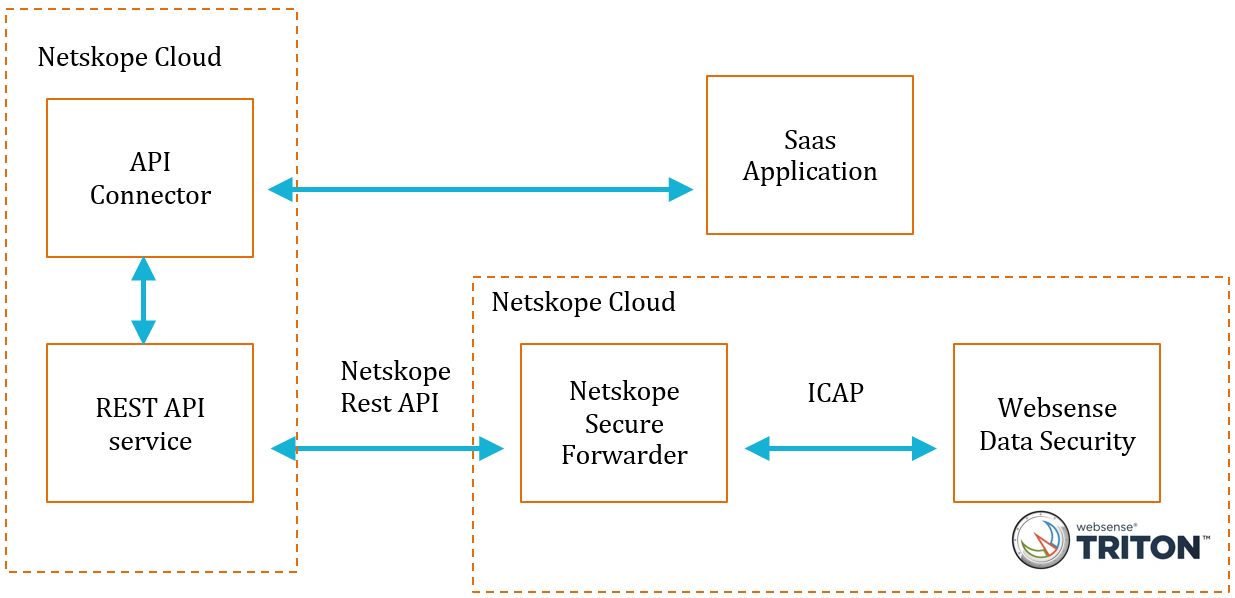 Netskope Cloud
API
Connector
Saas
Application
Netskope Cloud
REST API
service
Netskope
Rest API
Netskope
Secure
Forwarder
ICAP
Websense
Data Security
websense®
TRITON™